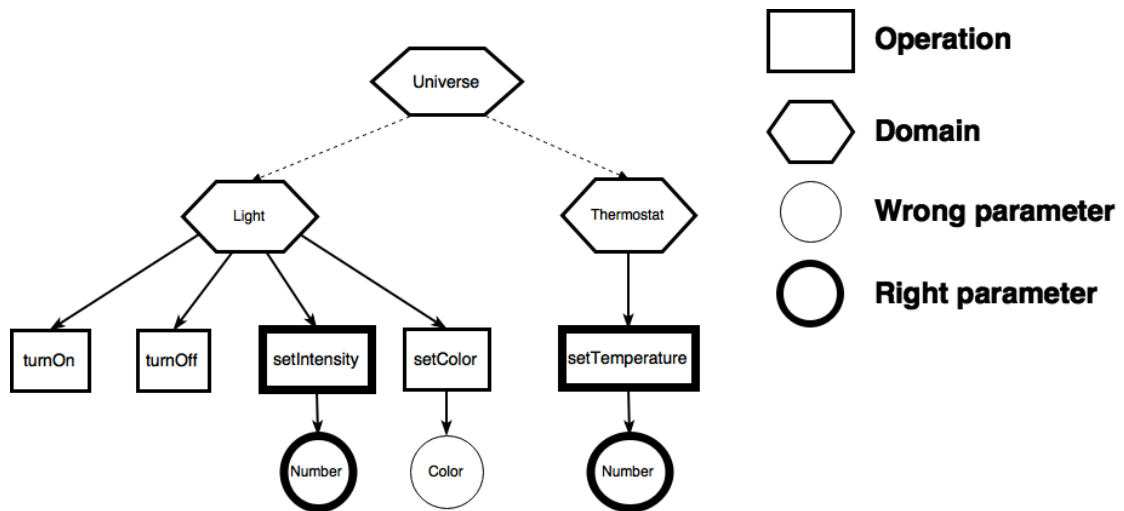 Universe
Light
Thermostat
turnOn
turnOff
setIntensity
setColor
setTemperature
Number
Color
Number
Operation
Domain
Wrong parameter
Right parameter